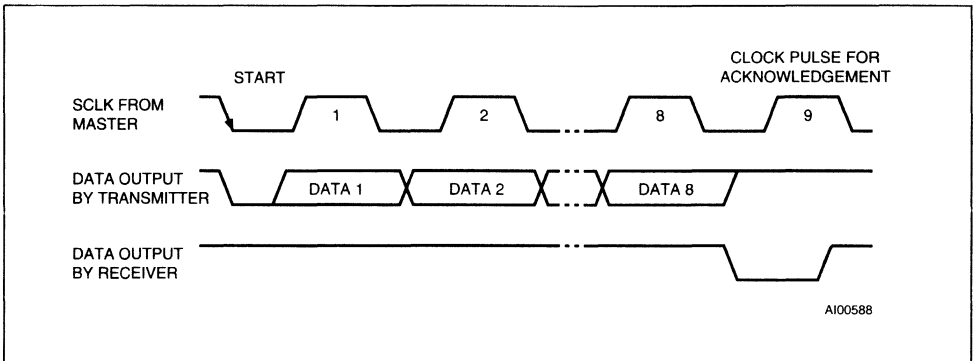 CLOCK PULSE FOR
ACKNOWLEDGEMENT
START
SCLK FROM
MASTER
1
2
8
9
DATA OUTPUT
BY TRANSMITTER
DATA 1
DATA 2
DATA 8
DATA OUTPUT
BY RECEIVER
AI00588